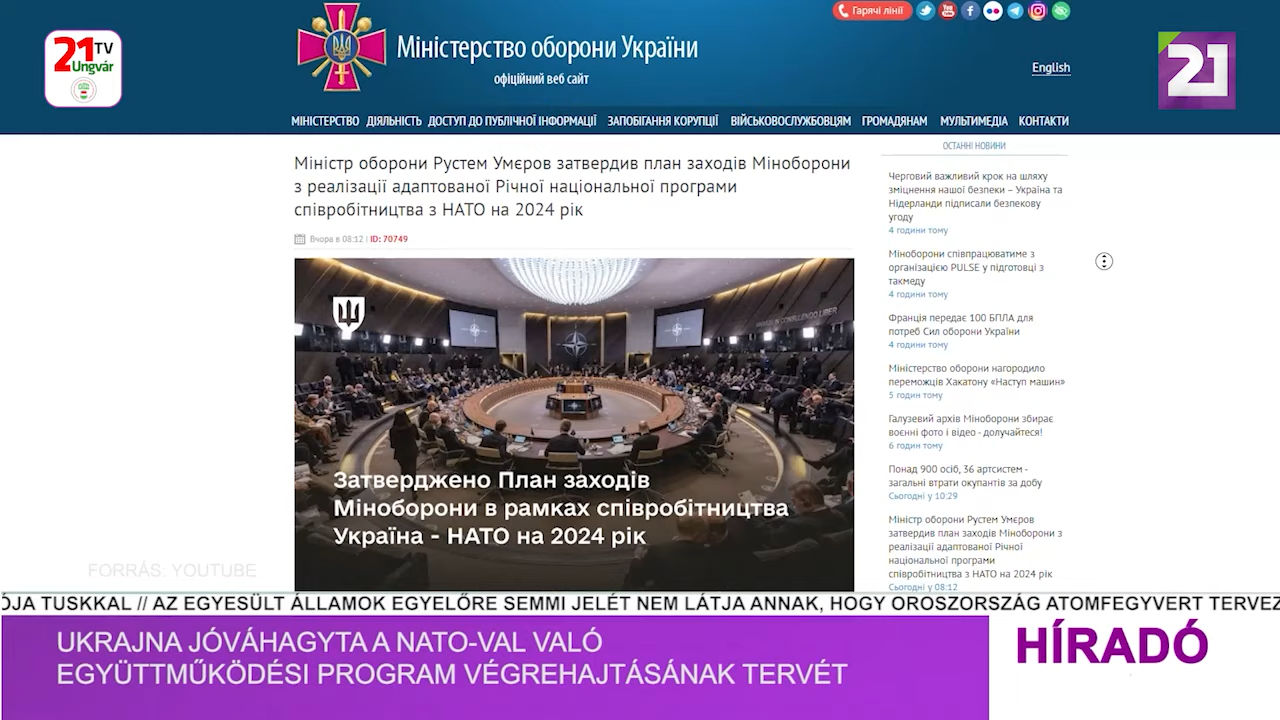 21 TV
Ungvár
Міністерство оборони України
офіційний веб сайт
Гарячі лінії
You
English
21
МІНІСТЕРСТВО ДІЯЛЬНІСТЬ ДОСТУП ДО ПУБЛІЧНОЇ ІНФОРМАЦІЇ ЗАПОБІГАННЯ КОРУПЦІЇ ВІЙСЬКОВОСЛУЖБОВЦЯМ ГРОМАДЯНАМ МУЛЬТИМЕДІА КОНТАКТИ
Міністр оборони Рустем Умєров затвердив план заходів Міноборони
з реалізації адаптованої Річної національної програми
співробітництва з НАТО на 2024 рік
Вчора в 08:12 | ID: 70749
ANIMUS IN CONSULENDO LIBER
Затверджено План заходів
Міноборони в рамках співробітництва
Україна - НАТО на 2024 рік
ОСТАННІ НОВИНИ
Черговий важливий крок на шляху
зміцнення нашої безпеки – Україна та
Нідерланди підписали безпекову
угоду
4 години тому
Міноборони співпрацюватиме з
організацією PULSE у підготовці з
такмеду
4 години тому
Франція передає 100 БПЛА для
потреб Сил оборони України
4 години тому
Міністерство оборони нагородило
переможців Хакатону «Наступ машин»
5 годин тому
Галузевий архів Міноборони збирає
воєнні фото і відео - долучайтеся!
6 годин тому
Понад 900 осіб, 36 артсистем -
загальні втрати окупантів за добу
Сьогодні у 10:29
Міністр оборони Рустем Умєров
затвердив план заходів Міноборони з
реалізації адаптованої Річної
національної програми
співробітництва з НАТО на 2024 рік
Сьогодні у 08:12
FORRÁS: YOUTUBE
ÓJA TUSKKAL // AZ EGYESÜLT ÁLLAMOK EGYELŐRE SEMMI JELÉT NEM LÁTJA ANNAK, HOGY OROSZORSZÁG ATOMFEGYVERT TERVEZ
UKRAJNA JÓVÁHAGYTA A NATO-VAL VALÓ
EGYÜTTMŰKÖDÉSI PROGRAM VÉGREHAJTÁSÁNAK TERVÉT
HÍRADÓ